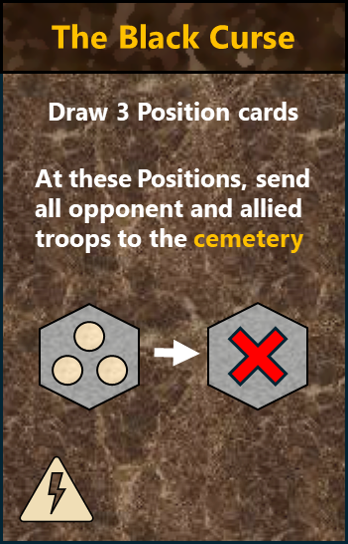 The Black Curse
Draw 3 Position cards
At these Positions, send
all opponent and allied
troops to the cemetery